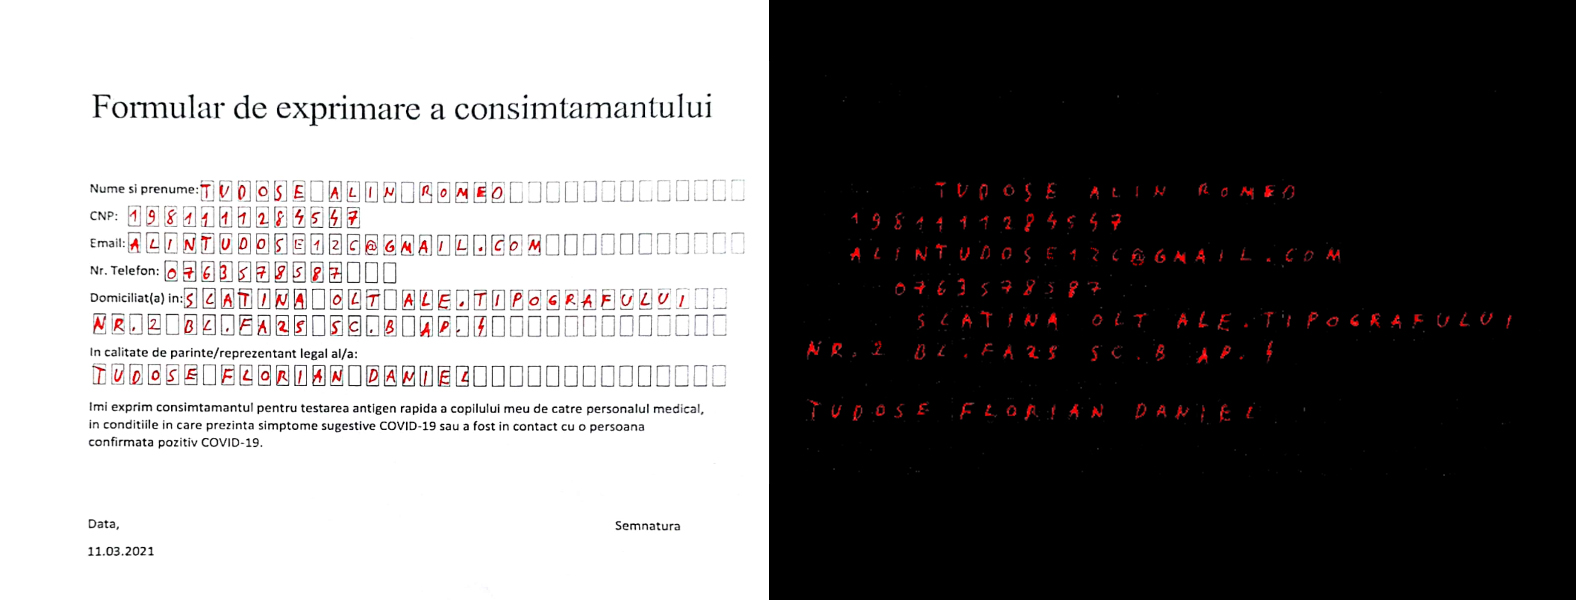 Formular de exprimare a consimtamantului
Nume si prenume: TUDOSE ALIN ROMEO
CNP: 1981111284547
Email: ALINTUDOSE12C@GMAIL.COM
Nr. Telefon: 0763578587
Domiciliat(a) in: SLATINA OLT ALE.TIPOGRAFULUI
NR.2 BL.FA25 SC.B AP.4
In calitate de parinte/reprezentant legal al/a:
TUDOSE FLORIAN DANIEL
Imi exprim consimtamantul pentru testarea antigen rapida a copilului meu de catre personalul medical,
in conditiile in care prezinta simptome sugestive COVID-19 sau a fost in contact cu o persoana
confirmata pozitiv COVID-19.
Data,
Semnatura
11.03.2021
TUDOSE ALIN ROMEO
1981111284547
ALINTUDOSE12C@GMAIL.COM
0763578587
SLATINA OLT ALE.TIPOGRAFULUI
NR.2 BL.FA25 SC.B AP.4
TUDOSE FLORIAN DANIEL